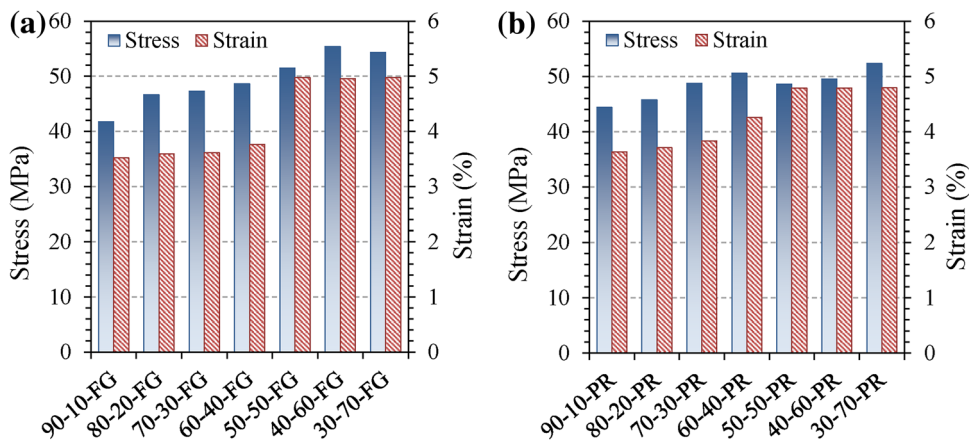 (a)
Stress
Strain
60
50
40
30
20
10
0
Stress (MPa)
6
5
4
3
2
1
0
Strain (%)
90-10-FG
80-20-FG
70-30-FG
60-40-FG
50-50-FG
40-60-FG
30-70-FG
(b)
Stress
Strain
60
50
40
30
20
10
0
Stress (MPa)
6
5
4
3
2
1
0
Strain (%)
90-10-PR
80-20-PR
70-30-PR
60-40-PR
50-50-PR
40-60-PR
30-70-PR